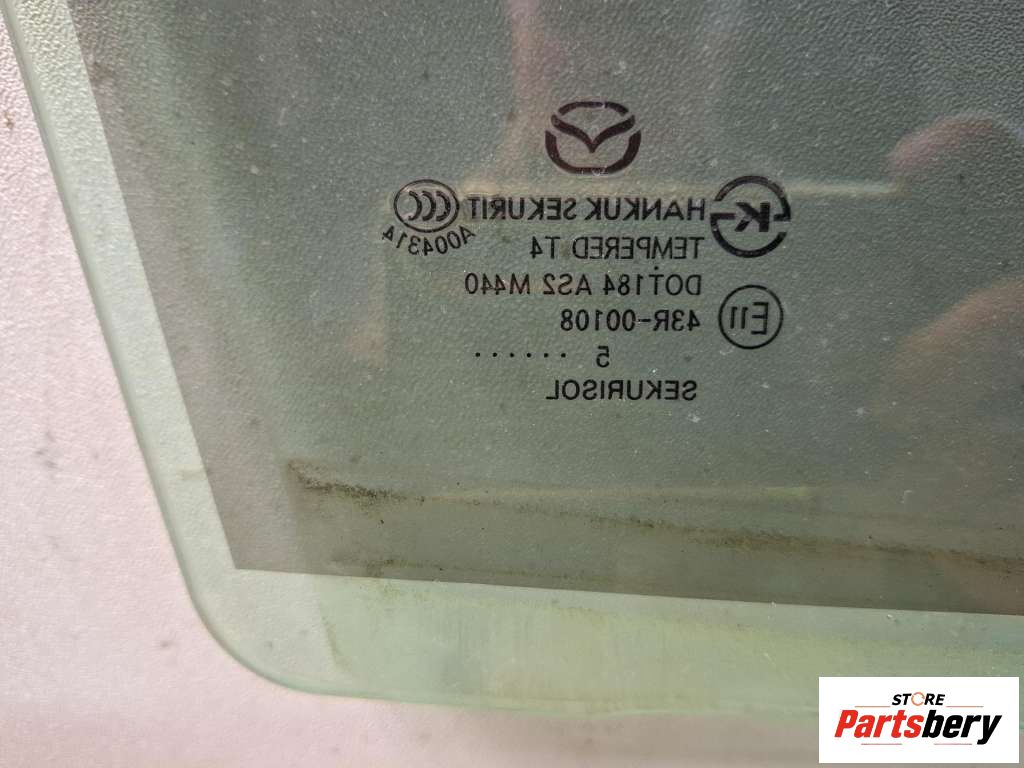 HANKUK SEKURIT
A004314
TEMPERED T4
DOT184 AS2 M440
43R-00108
E11
5 ......
SEKURISOL
STORE
Partsbery